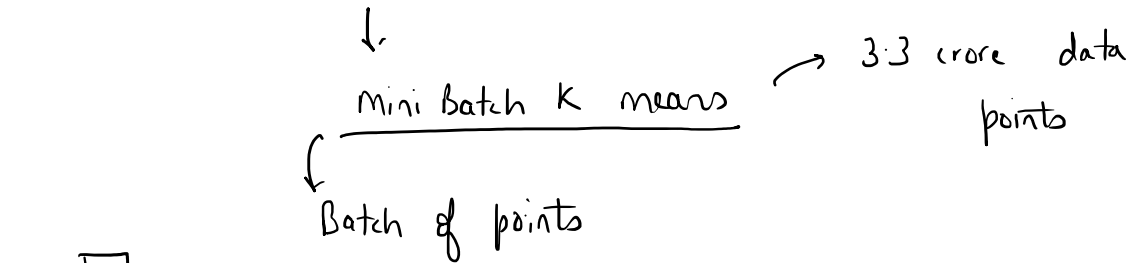 Mini Batch K means
3.3 crore data
points
Batch of points